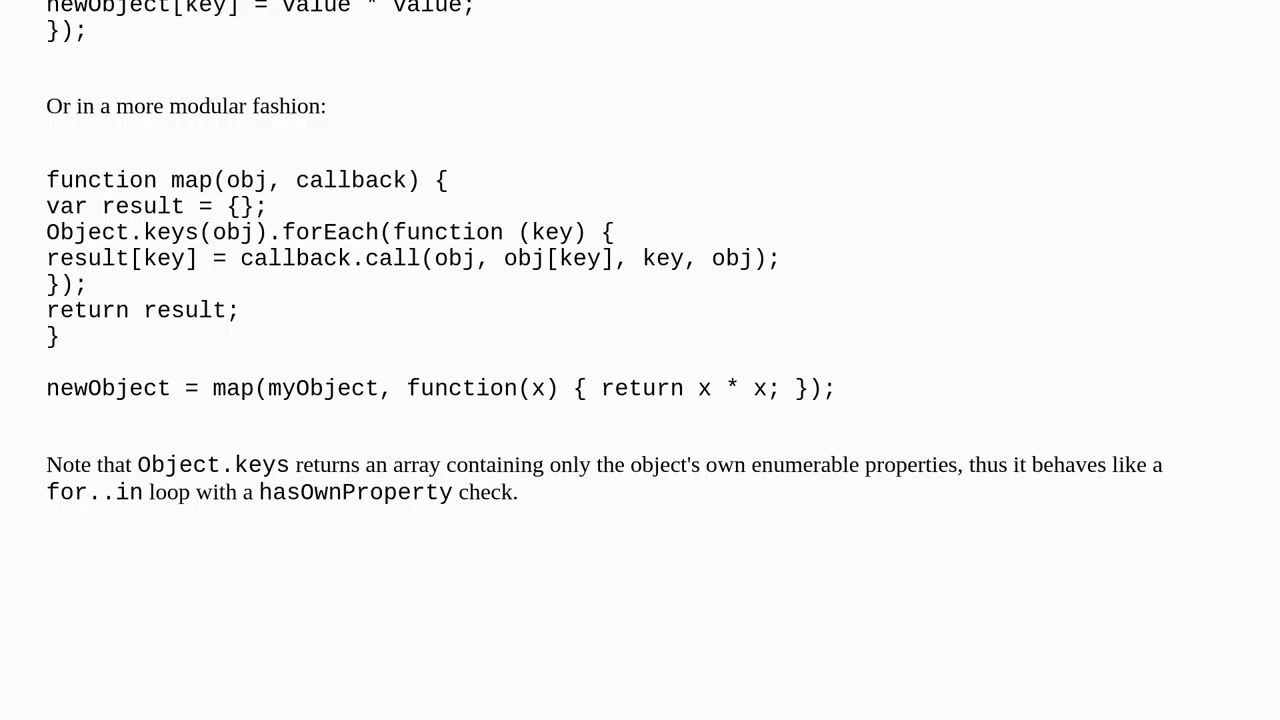 newObject[key] = value * value;
});
Or in a more modular fashion:
function map(obj, callback) {
var result = {};
Object.keys(obj).forEach(function (key) {
result[key] = callback.call(obj, obj[key], key, obj);
});
return result;
}
newObject = map(myObject, function(x) { return x * x; });
Note that Object.keys returns an array containing only the object's own enumerable properties, thus it behaves like a
for..in loop with a hasOwnProperty check.